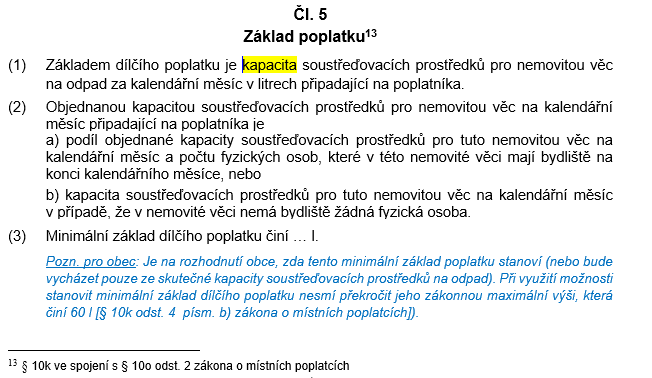 Čl. 5
Základ poplatku13
(1) Základem dílčího poplatku je kapacita soustřeďovacích prostředků pro nemovitou věc
na odpad za kalendářní měsíc v litrech připadající na poplatníka.
(2) Objednanou kapacitou soustřeďovacích prostředků pro nemovitou věc na kalendářní
měsíc připadající na poplatníka je
a) podíl objednané kapacity soustřeďovacích prostředků pro tuto nemovitou věc na
kalendářní měsíc a počtu fyzických osob, které v této nemovité věci mají bydliště na
konci kalendářního měsíce, nebo
b) kapacita soustřeďovacích prostředků pro tuto nemovitou věc na kalendářní měsíc
v případě, že v nemovité věci nemá bydliště žádná fyzická osoba.
(3) Minimální základ dílčího poplatku činí … l.
Pozn. pro obec: Je na rozhodnutí obce, zda tento minimální základ poplatku stanoví (nebo bude
vycházet pouze ze skutečné kapacity soustřeďovacích prostředků na odpad). Při využití možnosti
stanovit minimální základ dílčího poplatku nesmí překročit jeho zákonnou maximální výši, která
činí 60 l [§ 10k odst. 4 písm. b) zákona o místních poplatcích]).
13 § 10k ve spojení s § 10o odst. 2 zákona o místních poplatcích